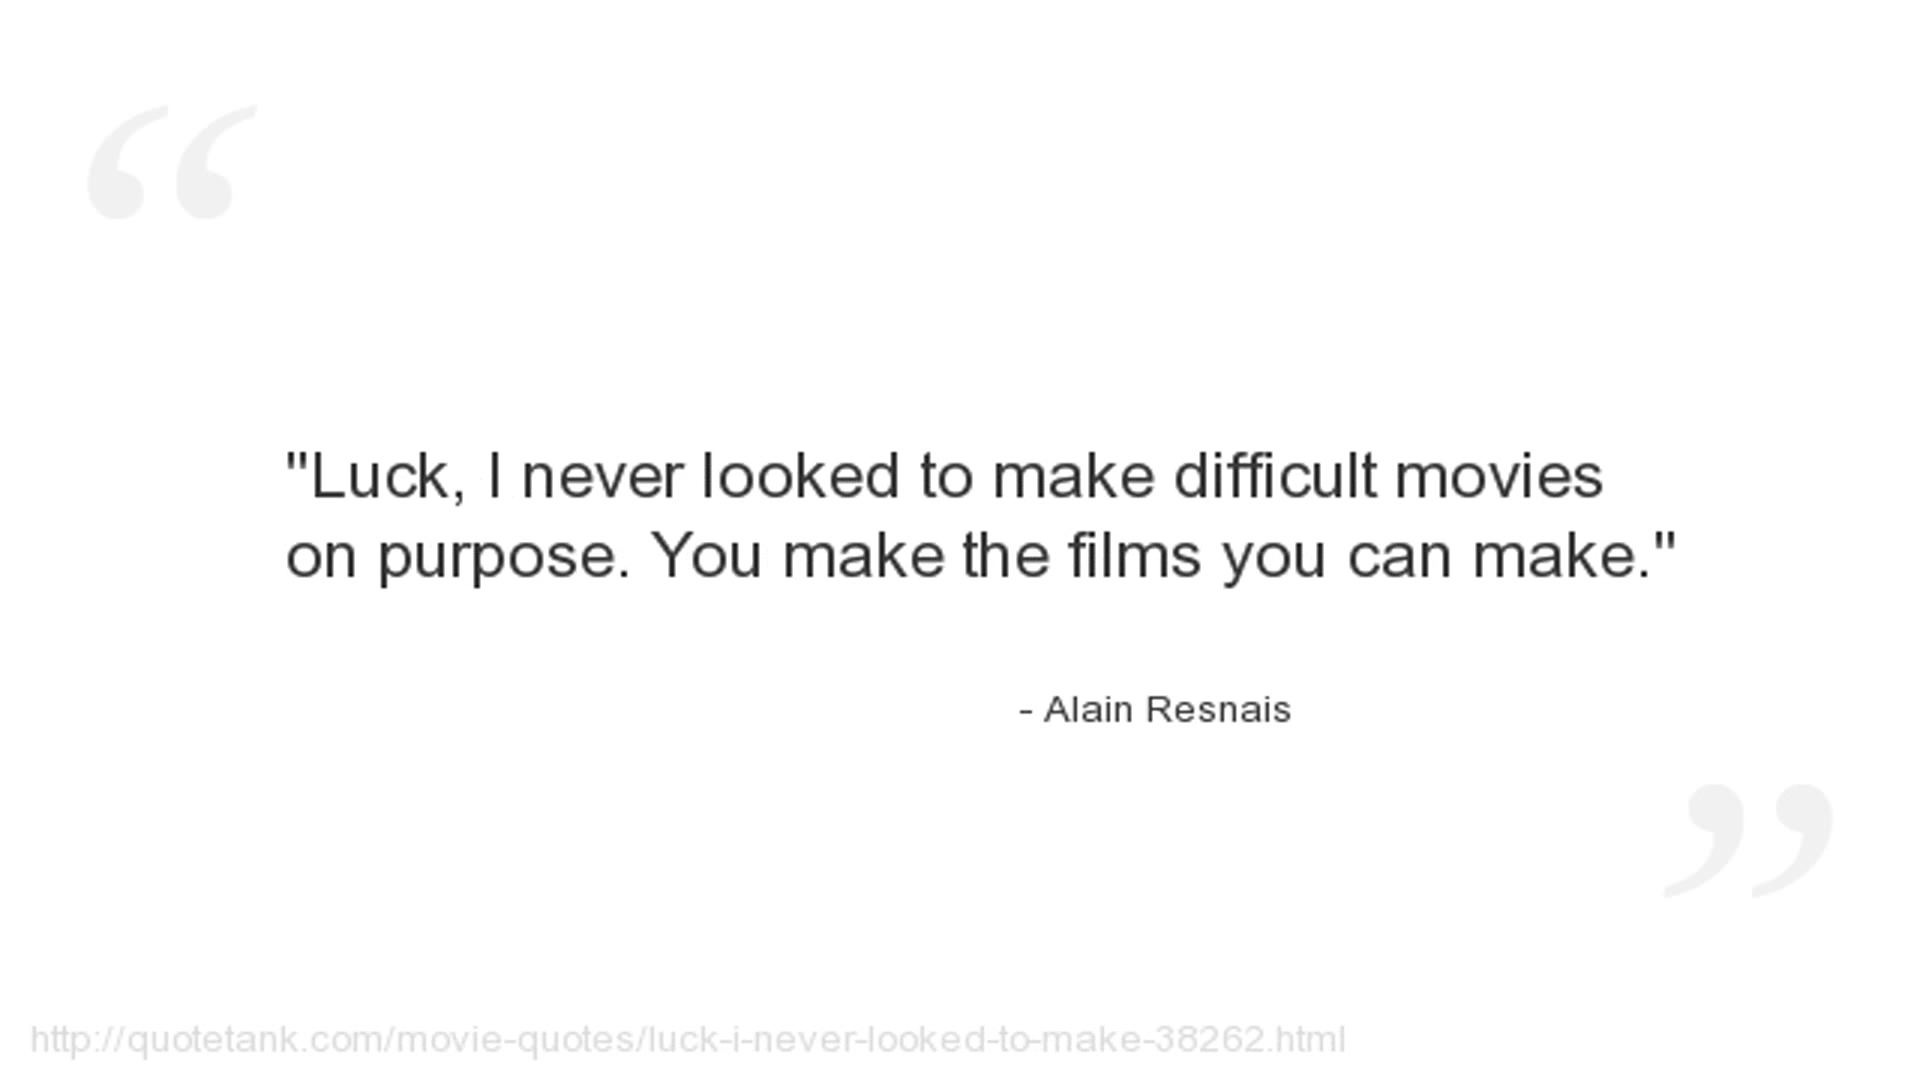 "Luck, I never looked to make difficult movies
on purpose. You make the films you can make."
- Alain Resnais
http://quotetank.com/movie-quotes/luck-i-never-looked-to-make-38262.html